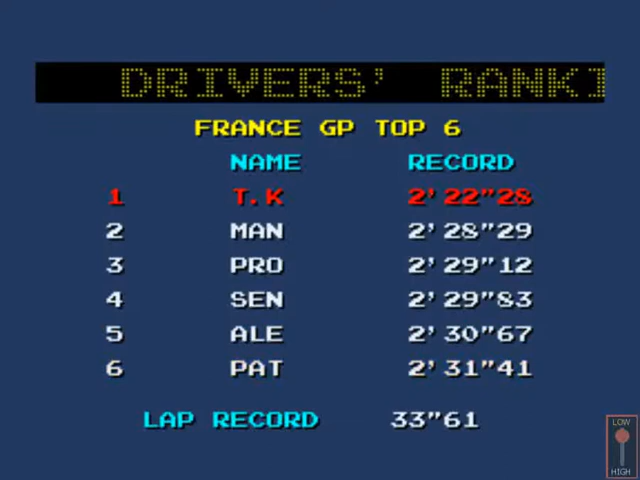 DRIVERS' RANKI
FRANCE GP TOP 6
NAME RECORD
1 T.K 2'22"28
2 MAN 2'28"29
3 PRO 2'29"12
4 SEN 2'29"83
5 ALE 2'30"67
6 PAT 2'31"41
LAP RECORD 33"61
LOW
HIGH